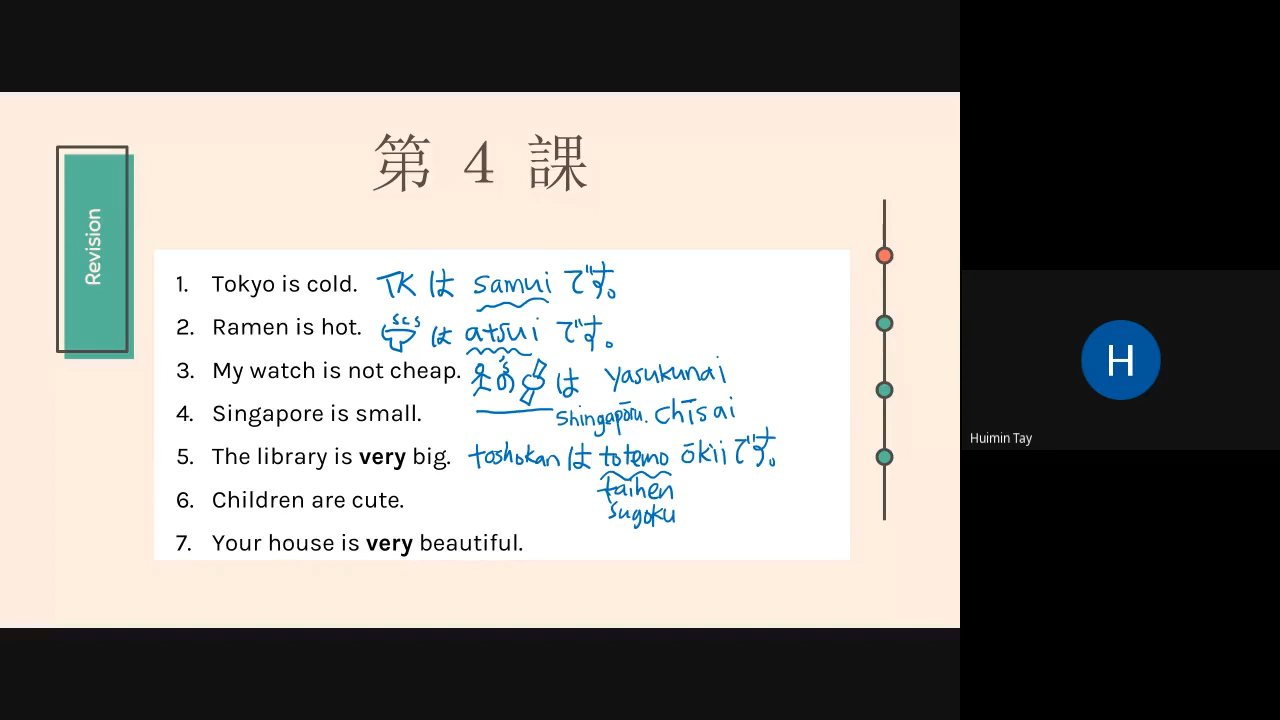 第 4 課
Revision
1. Tokyo is cold. TK は samui です。
2. Ramen is hot. は atsui です。
3. My watch is not cheap. の は yasukunai
4. Singapore is small. Shingapōru. chīsai
5. The library is very big. toshokan は totemo ōkii です。
taihen
6. Children are cute.
sugoku
7. Your house is very beautiful.
H
Huimin Tay